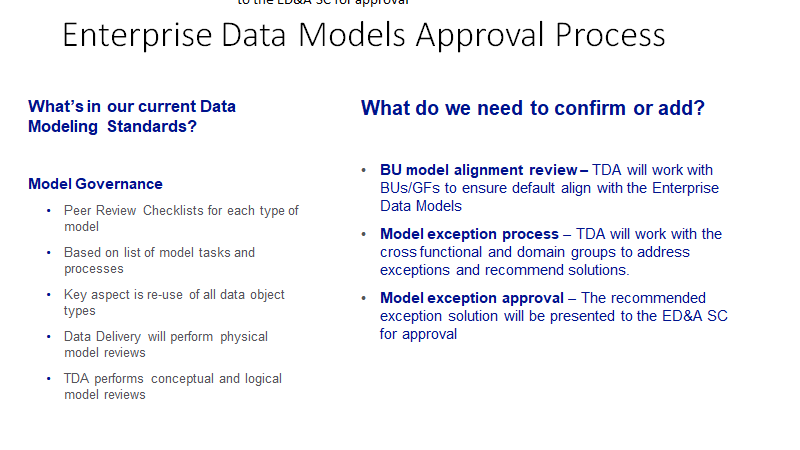 to the ED&A SC for approval
Enterprise Data Models Approval Process
What's in our current Data
Modeling Standards?
Model Governance
• Peer Review Checklists for each type of
model
• Based on list of model tasks and
processes
• Key aspect is re-use of all data object
types
• Data Delivery will perform physical
model reviews
• TDA performs conceptual and logical
model reviews
What do we need to confirm or add?
• BU model alignment review – TDA will work with
BUs/GFs to ensure default align with the Enterprise
Data Models
• Model exception process – TDA will work with the
cross functional and domain groups to address
exceptions and recommend solutions.
• Model exception approval – The recommended
exception solution will be presented to the ED&A SC
for approval